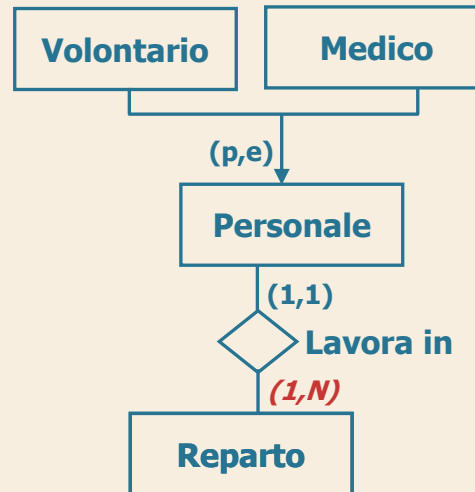 Volontario
Medico
(p,e)
Personale
(1,1)
Lavora in
(1,N)
Reparto